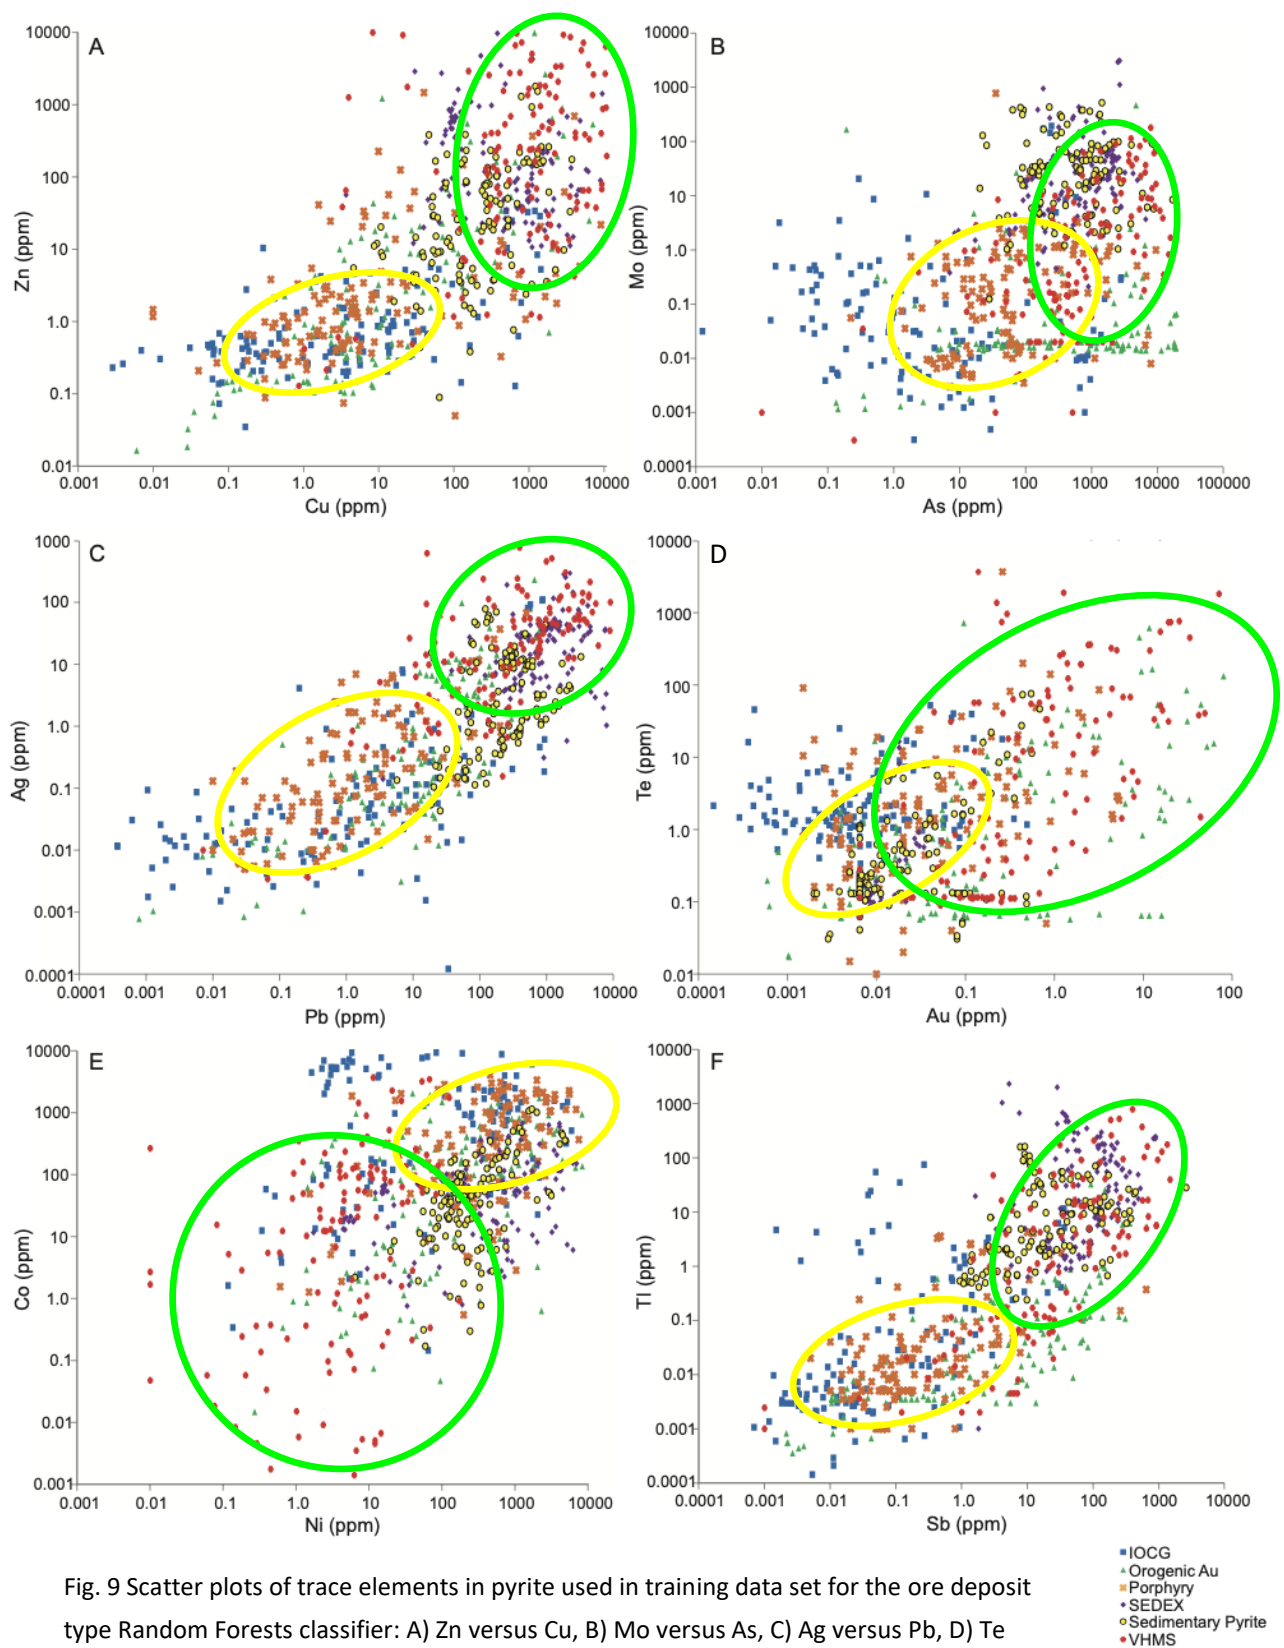 A
10000
1000
100
10
1.0
0.1
0.01
Zn (ppm)
0.001 0.01 0.1 1.0 10 100 1000 10000
Cu (ppm)
B
10000
1000
100
10
1.0
0.1
0.01
0.001
0.0001
Mo (ppm)
0.001 0.01 0.1 1.0 10 100 1000 10000 100000
As (ppm)
C
1000
100
10
1.0
0.1
0.01
0.001
0.0001
Ag (ppm)
0.0001 0.001 0.01 0.1 1.0 10 100 1000 10000
Pb (ppm)
D
10000
1000
100
10
1.0
0.1
0.01
Te (ppm)
0.0001 0.001 0.01 0.1 1.0 10 100
Au (ppm)
E
10000
1000
100
10
1.0
0.1
0.01
0.001
Co (ppm)
0.001 0.01 0.1 1.0 10 100 1000 10000
Ni (ppm)
F
10000
1000
100
10
1
0.1
0.01
0.001
0.0001
Tl (ppm)
0.0001 0.001 0.01 0.1 1.0 10 100 1000 10000
Sb (ppm)
IOCG
Orogenic Au
Porphyry
SEDEX
Sedimentary Pyrite
VHMS
Fig. 9 Scatter plots of trace elements in pyrite used in training data set for the ore deposit
type Random Forests classifier: A) Zn versus Cu, B) Mo versus As, C) Ag versus Pb, D) Te